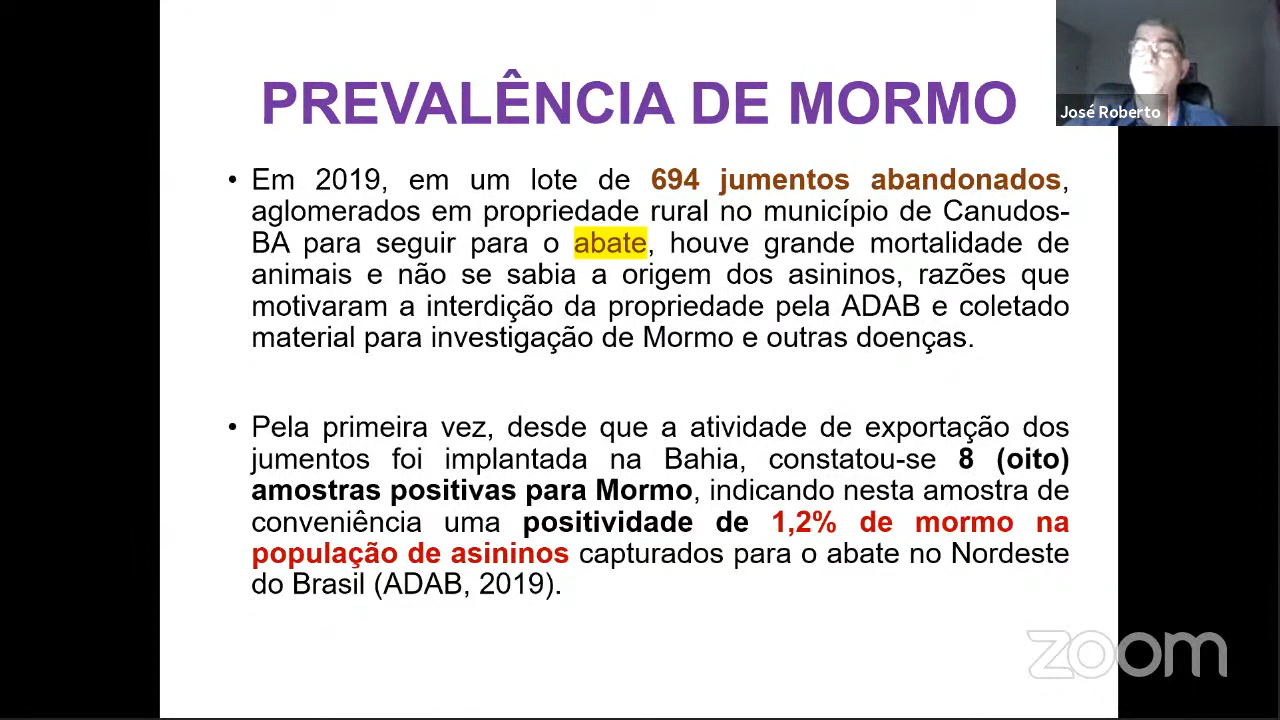 PREVALÊNCIA DE MORMO
José Roberto
• Em 2019, em um lote de 694 jumentos abandonados,
aglomerados em propriedade rural no município de Canudos-
BA para seguir para o abate, houve grande mortalidade de
animais e não se sabia a origem dos asininos, razões que
motivaram a interdição da propriedade pela ADAB e coletado
material para investigação de Mormo e outras doenças.
• Pela primeira vez, desde que a atividade de exportação dos
jumentos foi implantada na Bahia, constatou-se 8 (oito)
amostras positivas para Mormo, indicando nesta amostra de
conveniência uma positividade de 1,2% de mormo na
população de asininos capturados para o abate no Nordeste
do Brasil (ADAB, 2019).
zoom